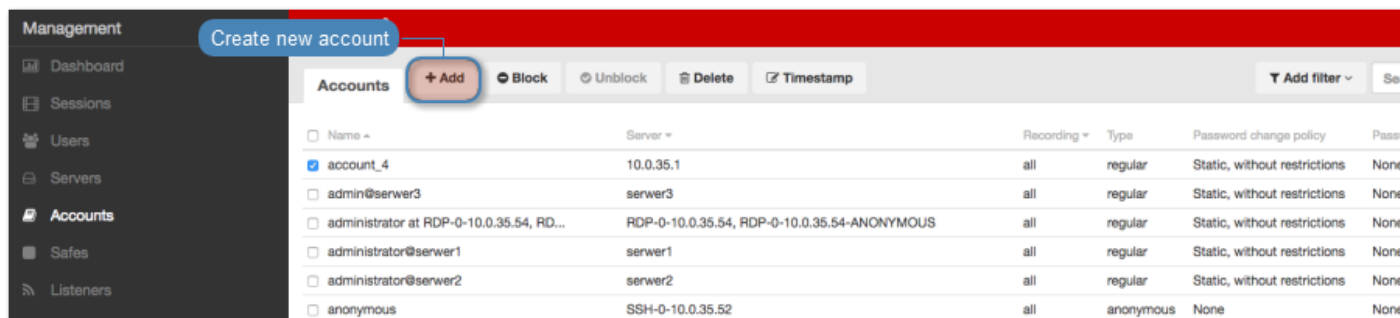 Management
Create new account
Dashboard
Sessions
Users
Servers
Accounts
Safes
Listeners
Accounts + Add Block Unblock Delete Timestamp Add filter
Name Server Recording Type Password change policy
account_4 10.0.35.1 all regular Static, without restrictions None
admin@serwer3 serwer3 all regular Static, without restrictions None
administrator at RDP-0-10.0.35.54, RD... RDP-0-10.0.35.54, RDP-0-10.0.35.54-ANONYMOUS all regular Static, without restrictions None
administrator@serwer1 serwer1 all regular Static, without restrictions None
administrator@serwer2 serwer2 all regular Static, without restrictions None
anonymous SSH-0-10.0.35.52 all anonymous None None